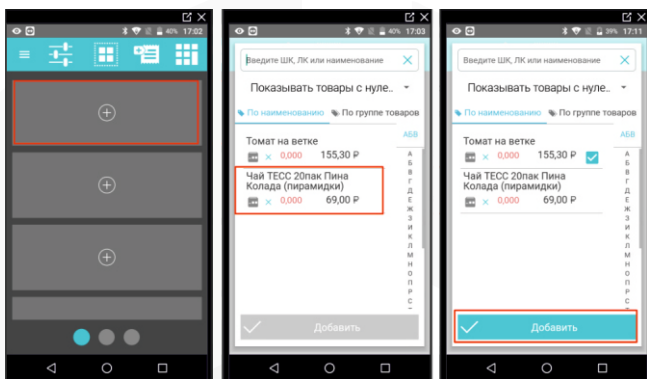 17:02
40%
40% 17:03
Введите ШК, ЛК или наименование
Показывать товары с нуле..
По наименованию
По группе товаров
АБВ
Томат на ветке
0,000 155,30 ₽
Чай ТЕСС 20пак Пина
Колада (пирамидки)
0,000 69,00 ₽
А
Б
В
Г
Д
Е
Ж
З
И
К
Л
М
Н
О
П
Р
С
Добавить
39% 17:11
Введите ШК, ЛК или наименование
Показывать товары с нуле..
По наименованию
По группе товаров
АБВ
Томат на ветке
0,000 155,30 ₽
Чай ТЕСС 20пак Пина
Колада (пирамидки)
0,000 69,00 ₽
А
Б
В
Г
Д
Е
Ж
З
И
К
Л
М
Н
О
П
Р
С
Добавить